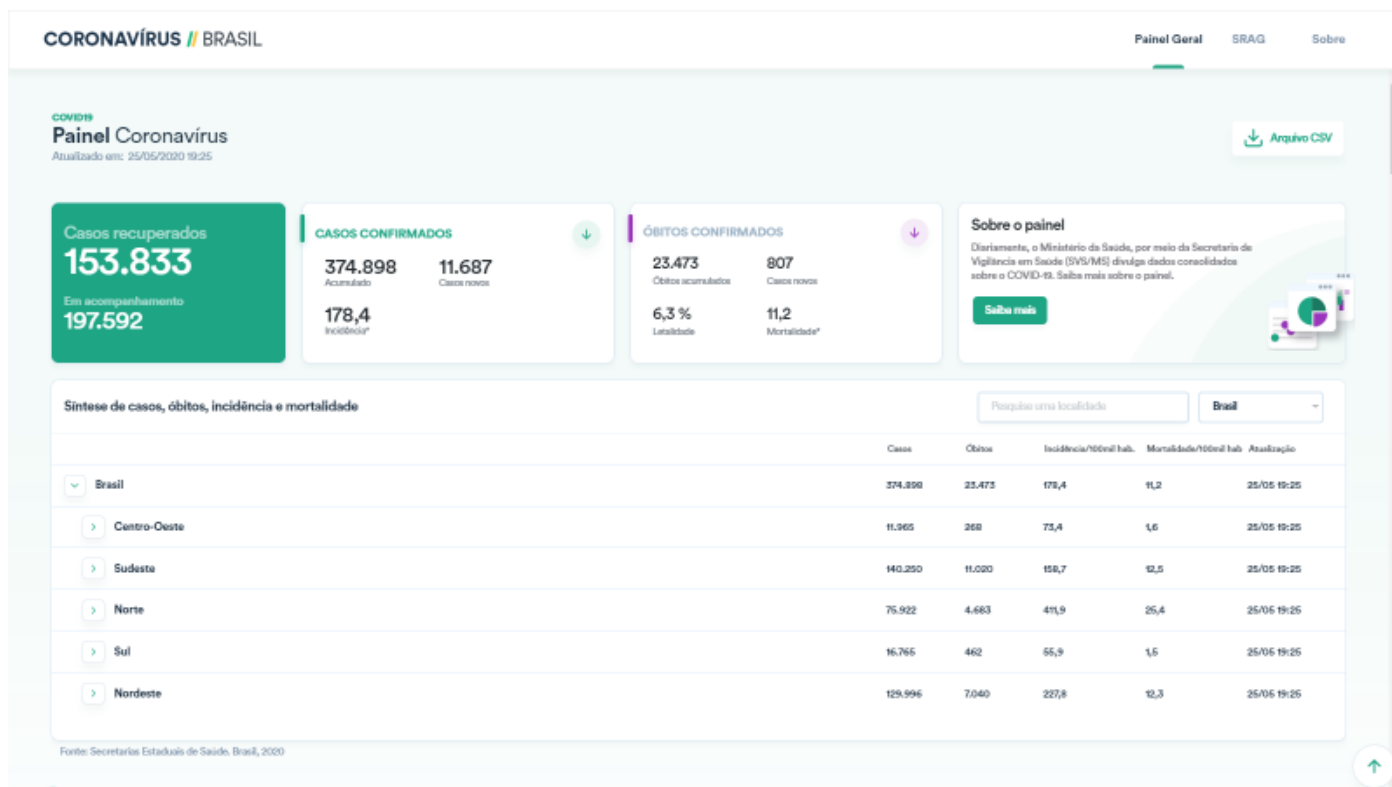 CORONAVÍRUS // BRASIL
Painel Geral SRAG Sobre
COVID19
Painel Coronavírus
Atualizado em: 25/05/2020 19:25
Arquivo CSV
Casos recuperados
153.833
Em acompanhamento
197.592
CASOS CONFIRMADOS
374.898 11.687
Acumulado Casos novos
178,4
Incidência*
ÓBITOS CONFIRMADOS
23.473 807
Óbitos acumulados Casos novos
6,3 % 11,2
Letalidade Mortalidade*
Sobre o painel
Diariamente, o Ministério da Saúde, por meio da Secretaria de
Vigilância em Saúde (SVS/MS) divulga dados consolidados
sobre o COVID-19. Saiba mais sobre o painel.
Saiba mais
Síntese de casos, óbitos, incidência e mortalidade
Pesquise uma localidade Brasil
Casos Óbitos Incidência/100mil hab. Mortalidade/100mil hab Atualização
Brasil 374.898 23.473 178,4 11,2 25/05 19:25
Centro-Oeste 11.965 268 73,4 1,6 25/05 19:25
Sudeste 140.250 11.020 158,7 12,5 25/05 19:25
Norte 75.922 4.683 411,9 25,4 25/05 19:25
Sul 16.765 462 55,9 1,5 25/05 19:25
Nordeste 129.996 7.040 227,8 12,3 25/05 19:25
Fonte: Secretarias Estaduais de Saúde. Brasil, 2020